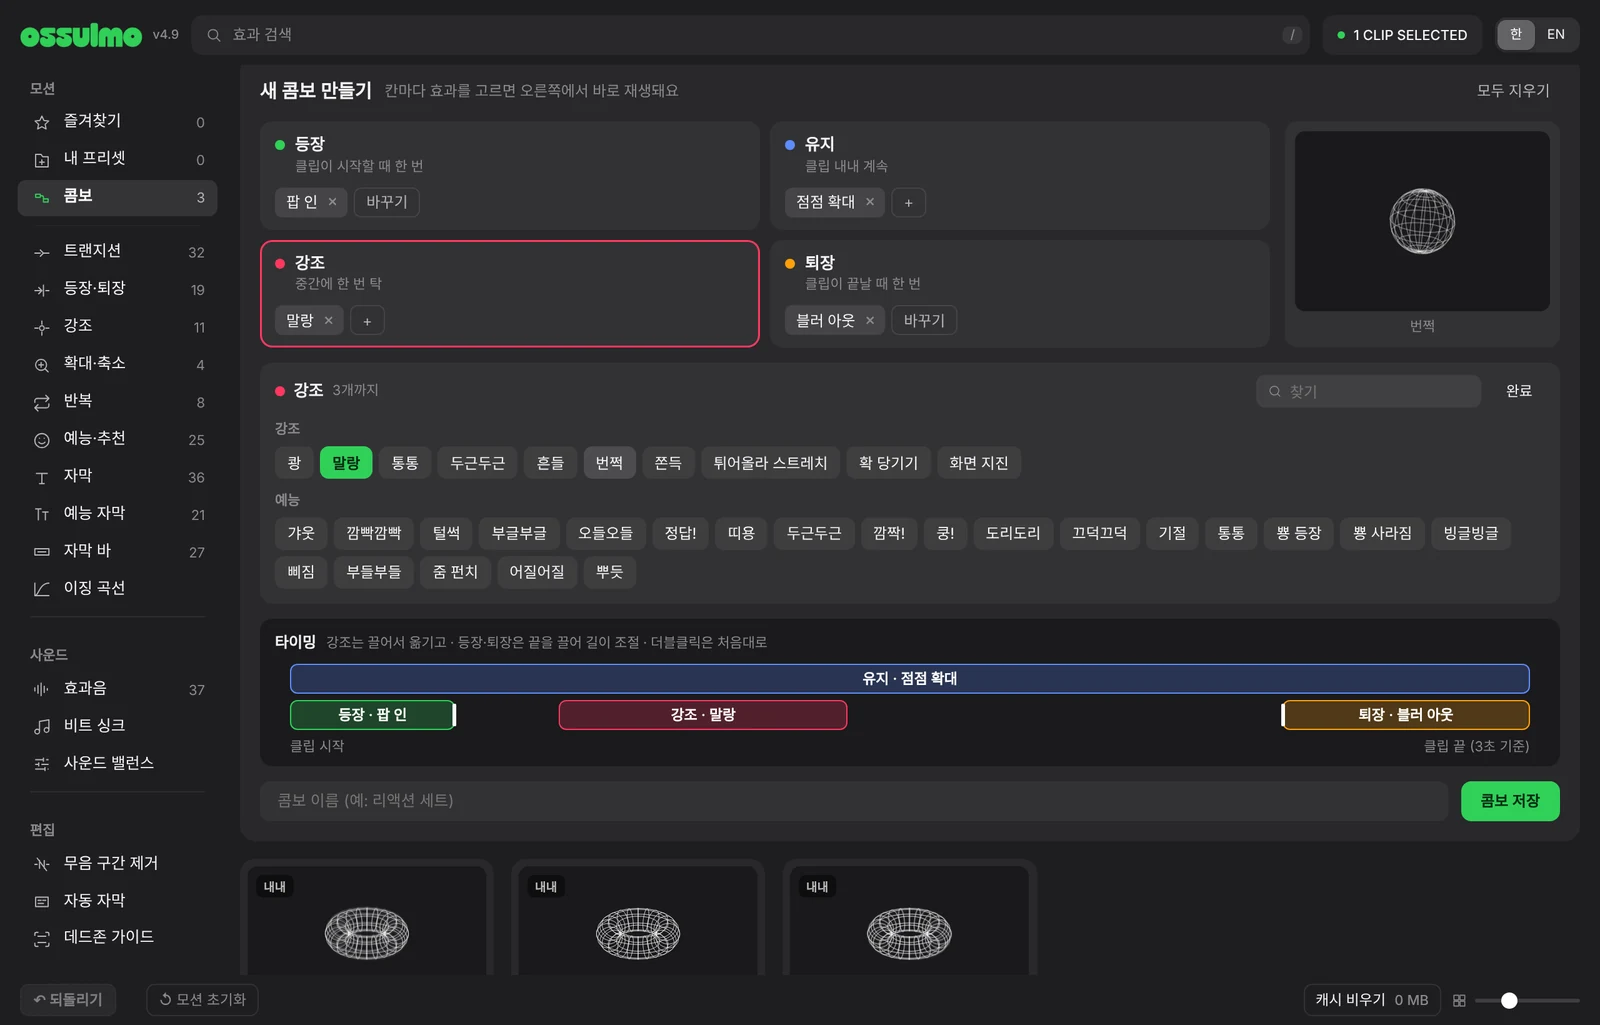 ossulmo v4.9
효과 검색
/
1 CLIP SELECTED
한 EN
모션
즐겨찾기 0
내 프리셋 0
콤보 3
트랜지션 32
등장·퇴장 19
강조 11
확대·축소 4
반복 8
예능·추천 25
자막 36
예능 자막 21
자막 바 27
이징 곡선
사운드
효과음 37
비트 싱크
사운드 밸런스
편집
무음 구간 제거
자동 자막
데드존 가이드
새 콤보 만들기 칸마다 효과를 고르면 오른쪽에서 바로 재생돼요
모두 지우기
등장
클립이 시작할 때 한 번
팝 인 × 바꾸기
유지
클립 내내 계속
점점 확대 × +
강조
중간에 한 번 탁
말랑 × +
퇴장
클립이 끝날 때 한 번
블러 아웃 × 바꾸기
번쩍
강조 3개까지
찾기
완료
강조
쾅 말랑 통통 두근두근 흔들 번쩍 쫀득 튀어올라 스트레치 확 당기기 화면 지진
예능
갸웃 깜빡깜빡 털썩 부글부글 오들오들 정답! 띠용 두근두근 깜짝! 쿵! 도리도리 끄덕끄덕 기절 통통 뿅 등장 뿅 사라짐 빙글빙글
삐짐 부들부들 줌 펀치 어질어질 뿌듯
타이밍 강조는 끌어서 옮기고 · 등장·퇴장은 끝을 끌어 길이 조절 · 더블클릭은 처음대로
유지 · 점점 확대
등장 · 팝 인 강조 · 말랑 퇴장 · 블러 아웃
클립 시작 클립 끝 (3초 기준)
콤보 이름 (예: 리액션 세트)
콤보 저장
내내 내내 내내
되돌리기 모션 초기화
캐시 비우기 0 MB